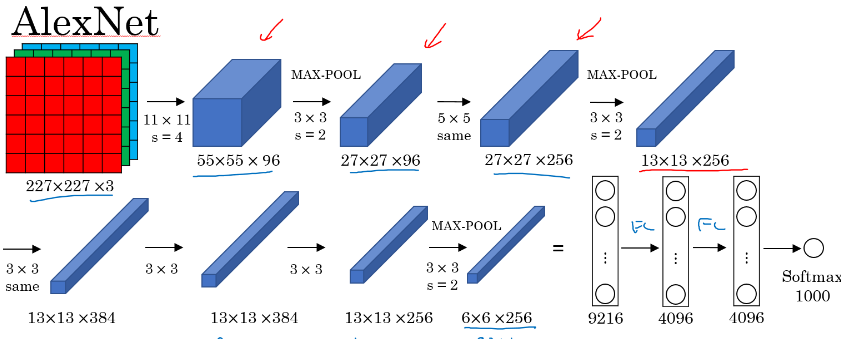 AlexNet
11 × 11
s = 4
MAX-POOL
3 × 3
s = 2
5 × 5
same
MAX-POOL
3 × 3
s = 2
227×227 ×3
55×55 × 96
27×27 ×96
27×27 ×256
13×13 ×256
3 × 3
same
3 × 3
3 × 3
MAX-POOL
3 × 3
s = 2
=
FC
FC
...
...
...
Softmax
1000
13×13 ×384
13×13 ×384
13×13 ×256
6×6 ×256
9216
4096
4096